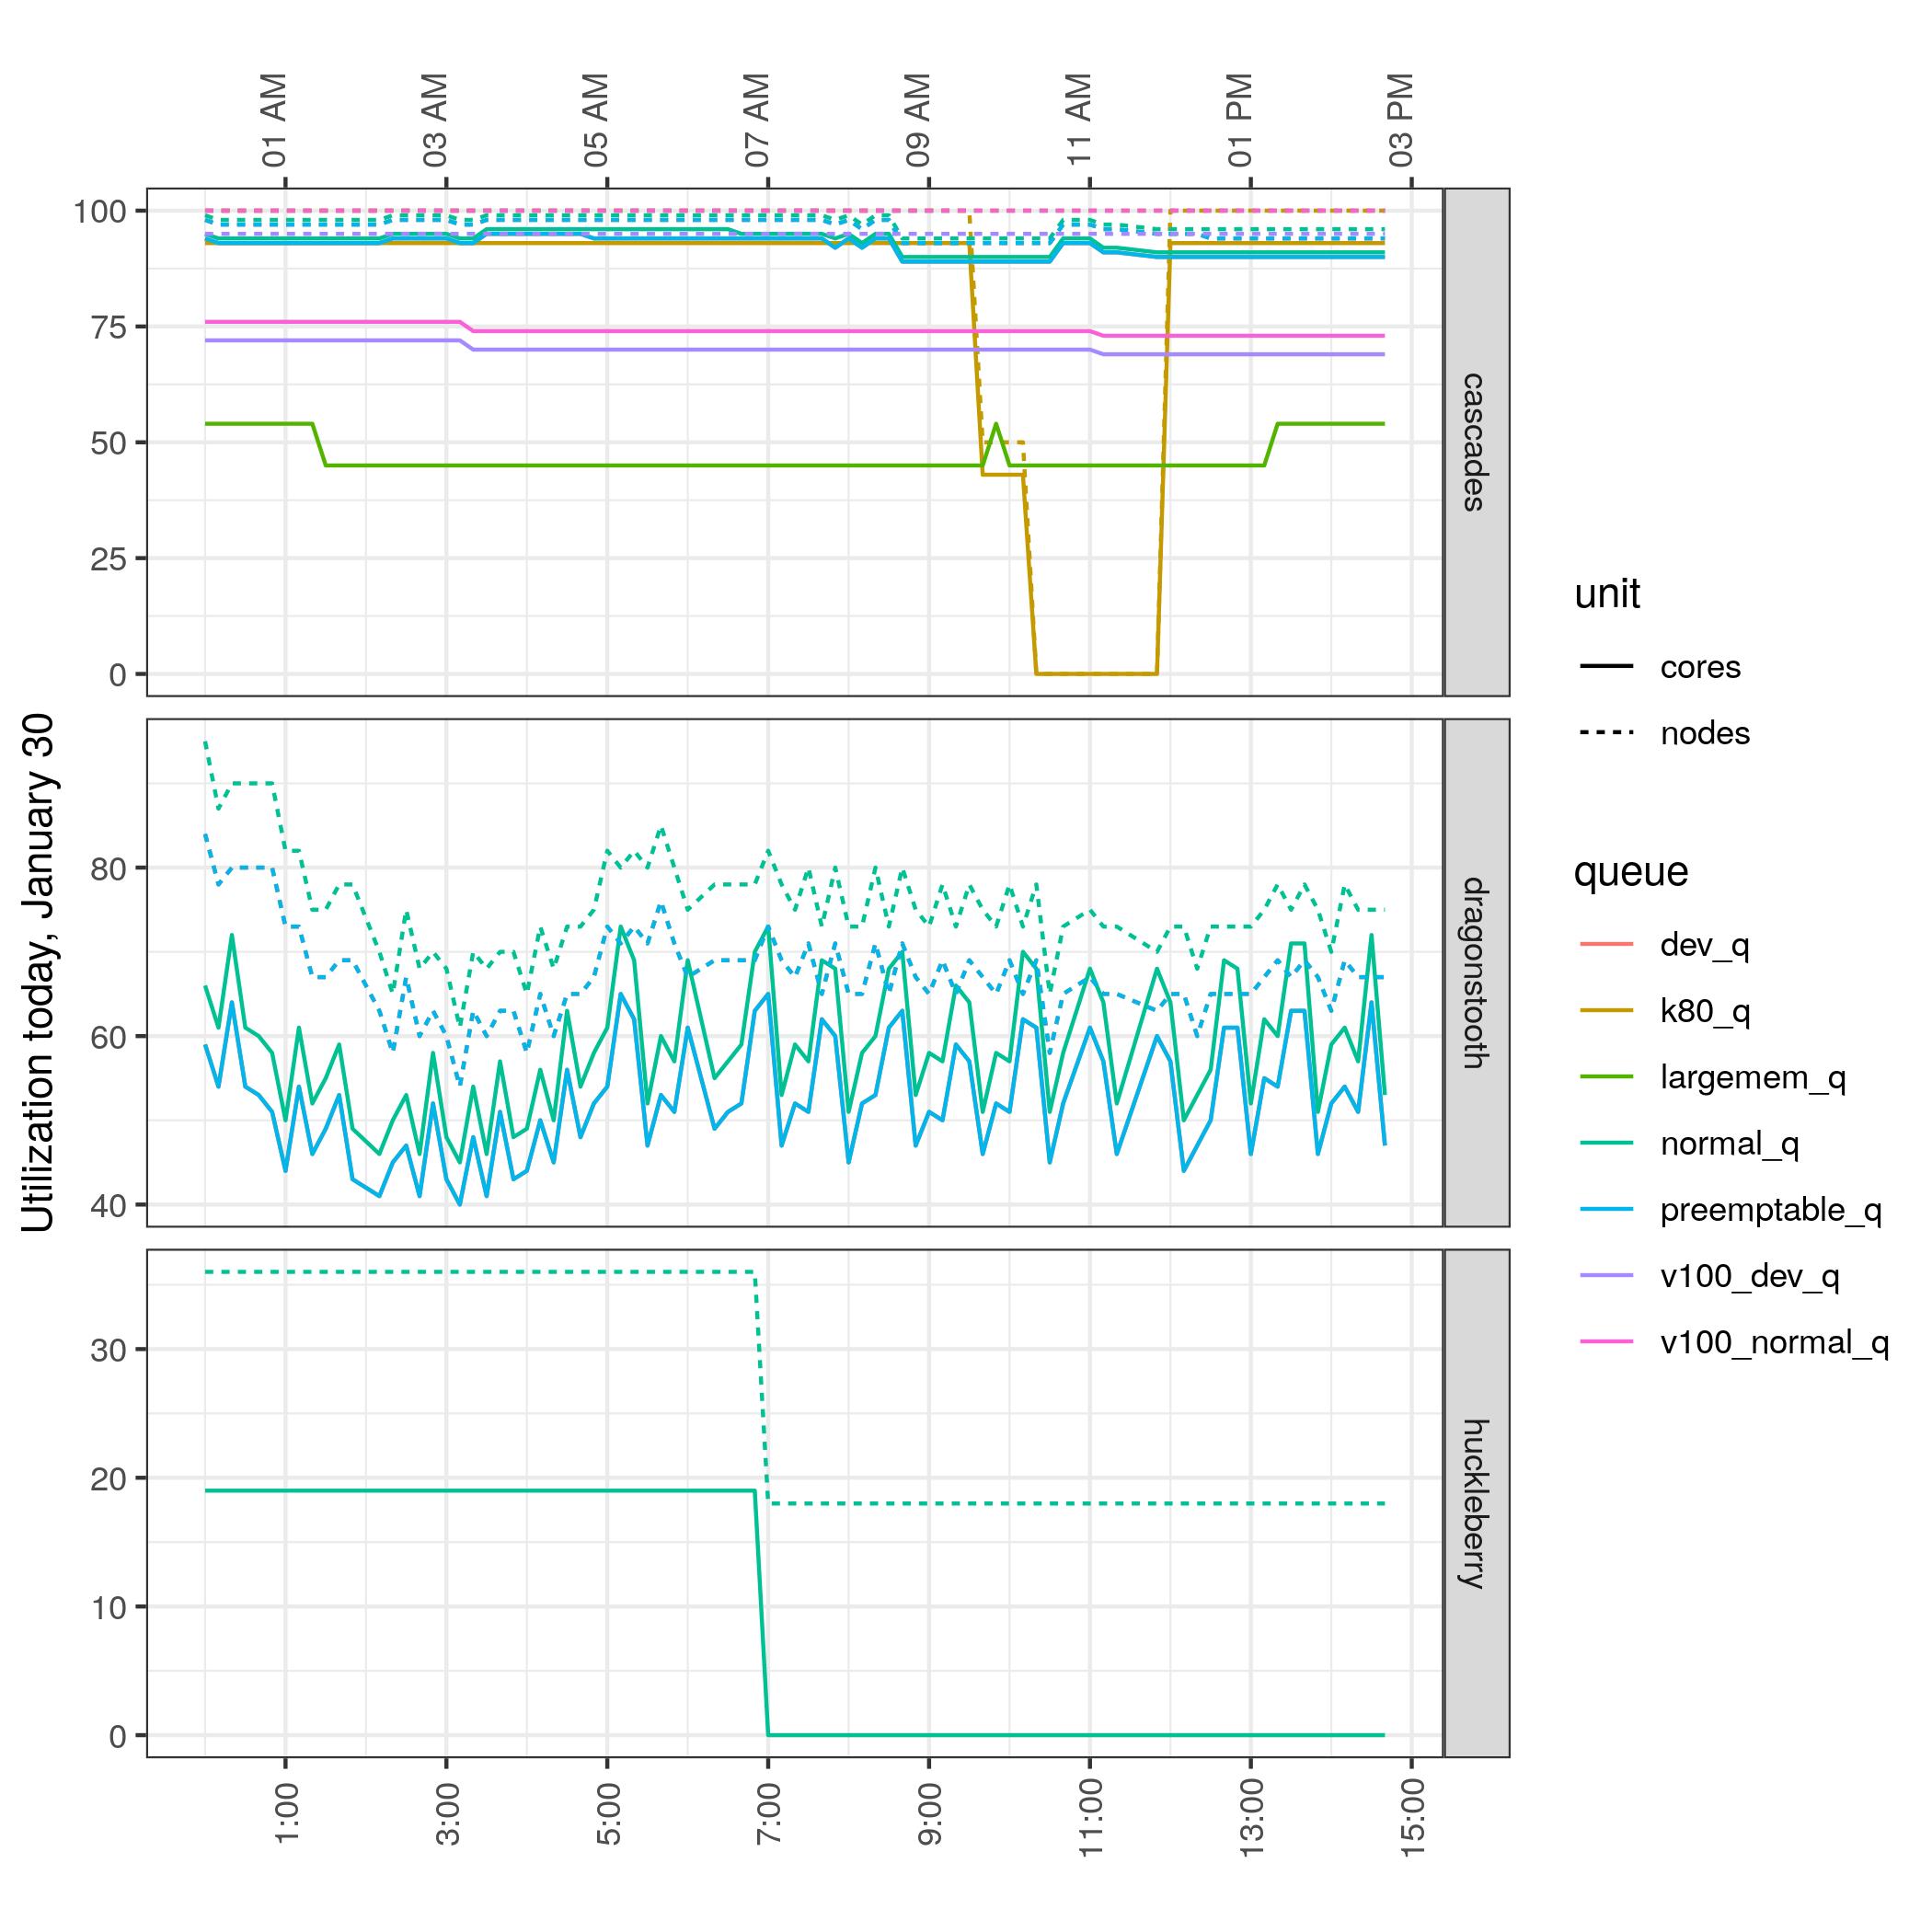 01 AM
03 AM
05 AM
07 AM
09 AM
11 AM
01 PM
03 PM
Utilization today, January 30
100
75
50
25
0
cascades
80
60
40
dragonstooth
30
20
10
0
huckleberry
1:00
3:00
5:00
7:00
9:00
11:00
13:00
15:00
unit
cores
nodes
queue
dev_q
k80_q
largemem_q
normal_q
preemptable_q
v100_dev_q
v100_normal_q